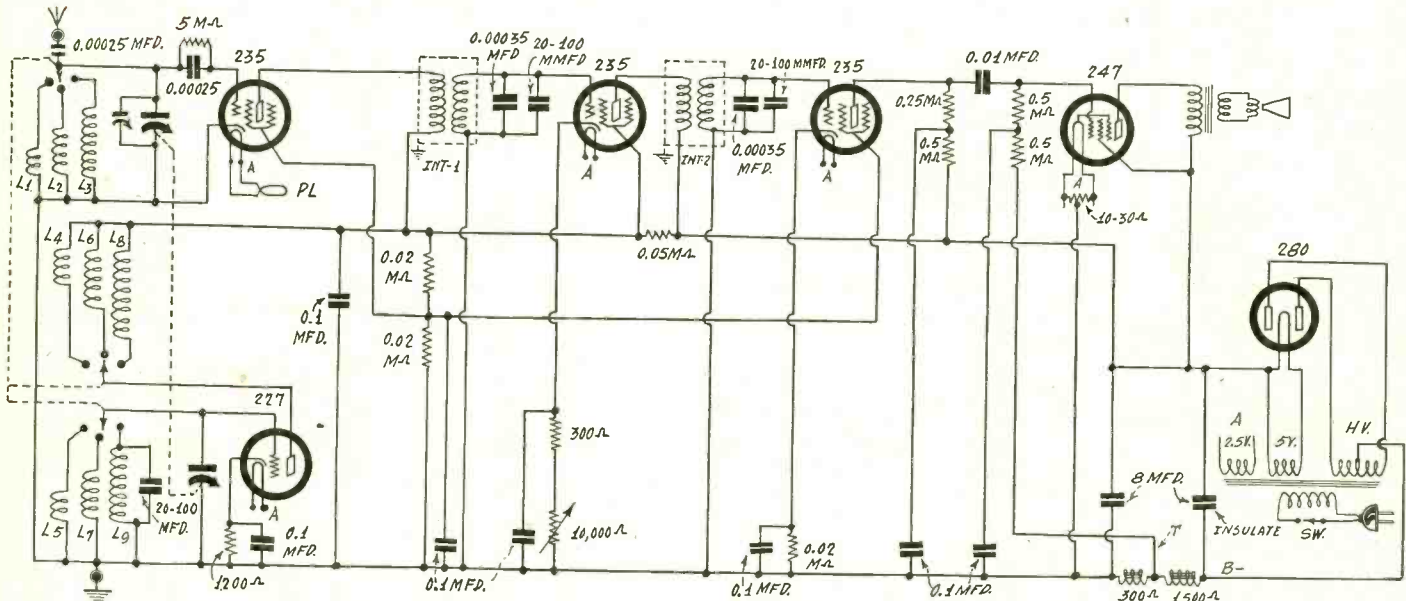 0.00025 MFD.
5 MΩ
0.00025
235
A
PL
L1
L2
L3
L4
L6
L8
0.1
MFD.
0.02
MΩ
0.02
MΩ
INT-1
0.00035
MFD
20-100
MMFD
235
A
INT-2
20-100 MMFD.
0.00035
MFD.
235
A
0.05MΩ
0.25MΩ
0.5
MΩ
0.01 MFD.
0.5
MΩ
0.5
MΩ
247
A
10-30Ω
280
227
A
L5
L7
L9
20-100
MFD.
1200Ω
0.1
MFD.
0.1 MFD.
300Ω
10,000Ω
0.1 MFD.
0.02
MΩ
0.1 MFD.
8 MFD.
INSULATE
A
2.5V.
5V.
HV.
SW.
T
B-
300Ω
1500Ω